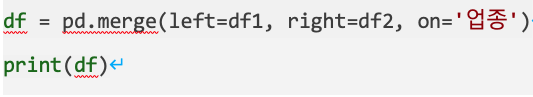 df = pd.merge(left=df1, right=df2, on='업종')
print(df)↵